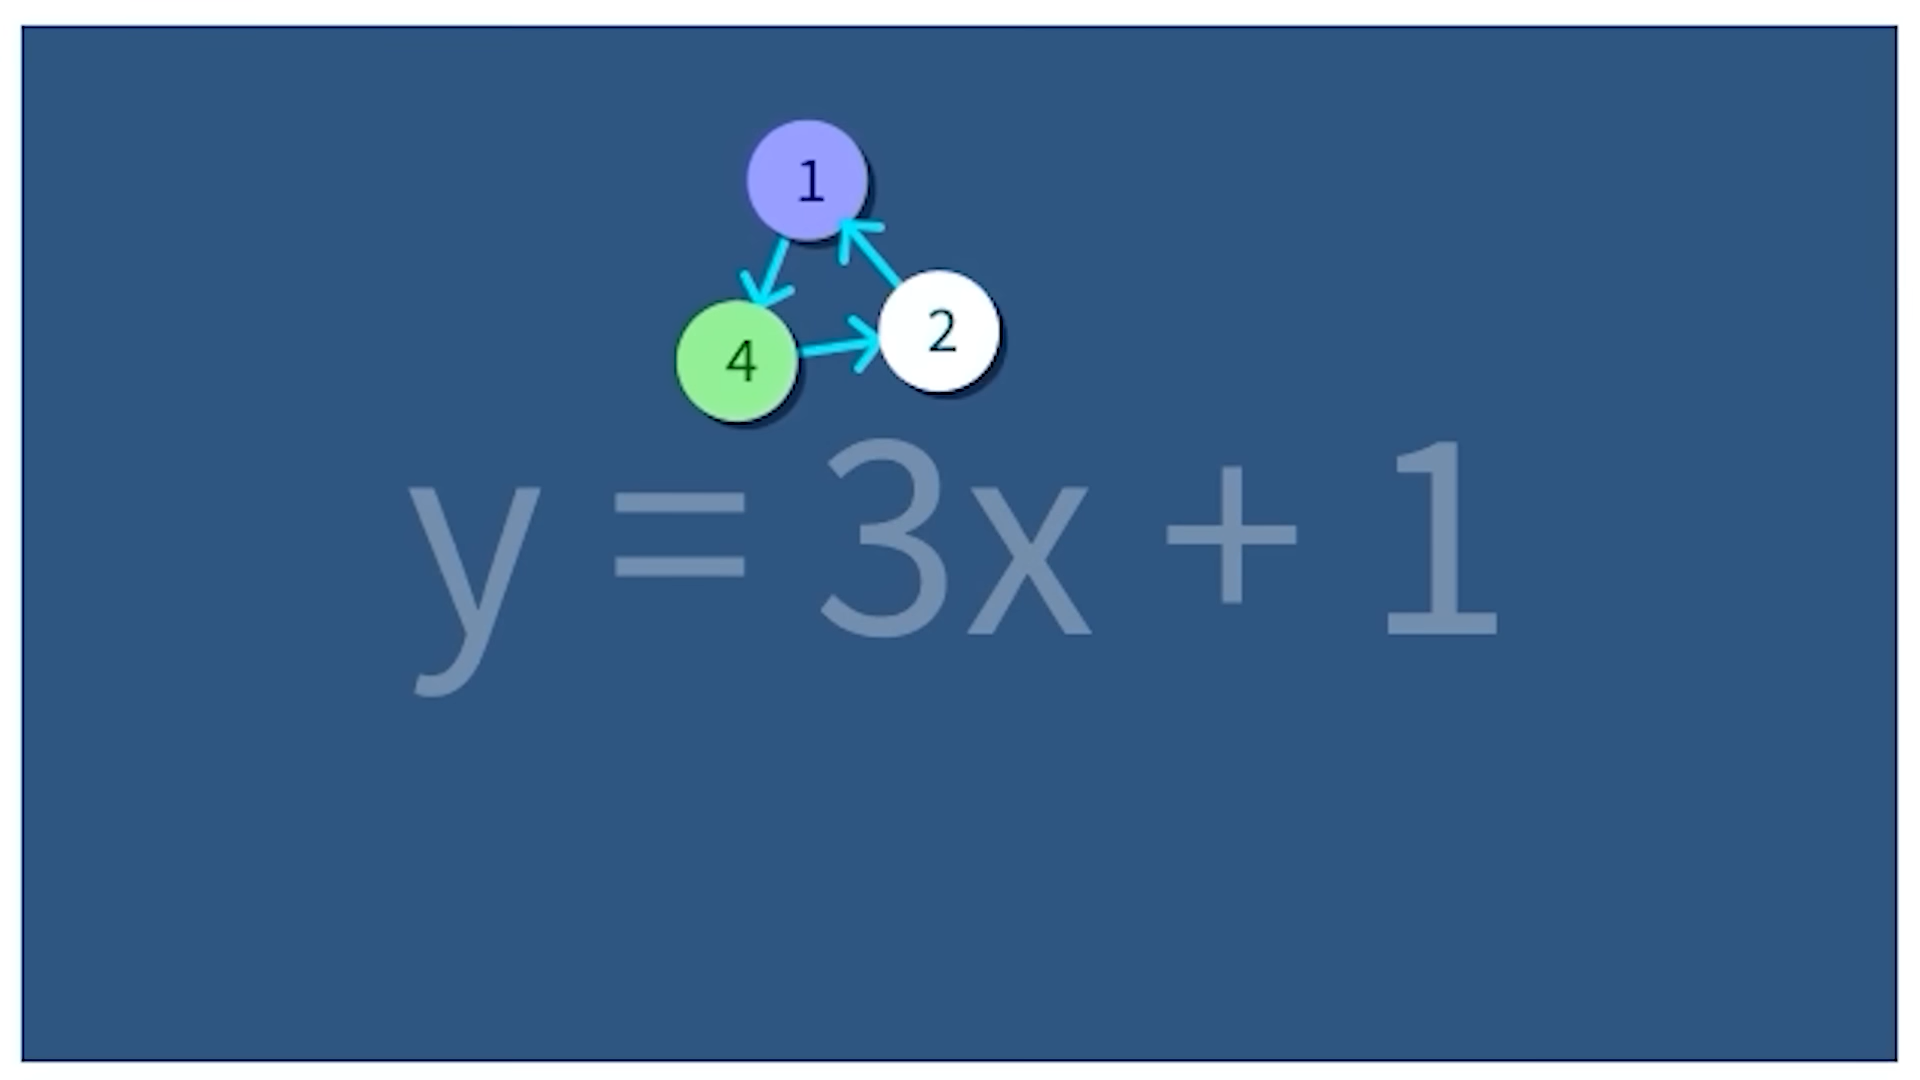 1
4
2
y = 3x + 1